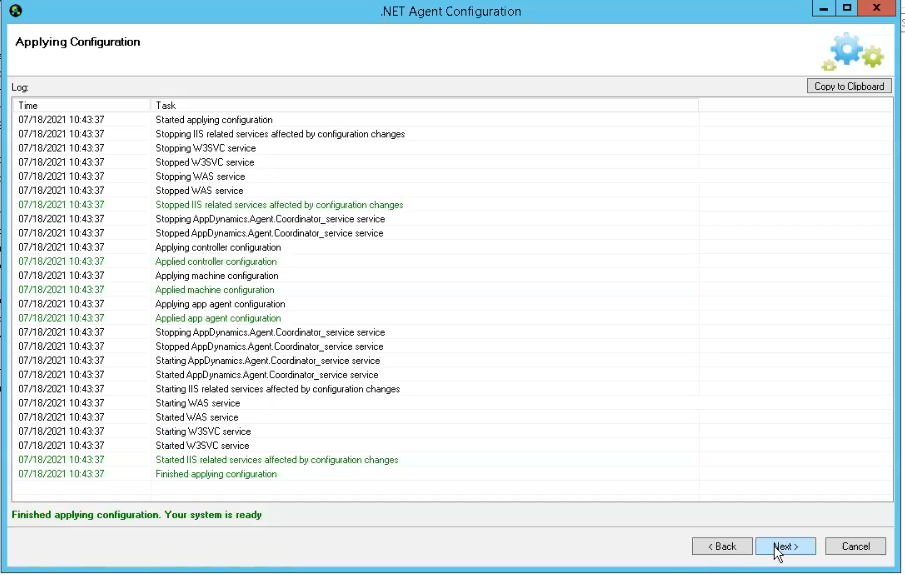 .NET Agent Configuration
Applying Configuration
Log:
Copy to Clipboard
Time Task
07/18/2021 10:43:37 Started applying configuration
07/18/2021 10:43:37 Stopping IIS related services affected by configuration changes
07/18/2021 10:43:37 Stopping W3SVC service
07/18/2021 10:43:37 Stopped W3SVC service
07/18/2021 10:43:37 Stopping WAS service
07/18/2021 10:43:37 Stopped WAS service
07/18/2021 10:43:37 Stopped IIS related services affected by configuration changes
07/18/2021 10:43:37 Stopping AppDynamics.Agent.Coordinator_service service
07/18/2021 10:43:37 Stopped AppDynamics.Agent.Coordinator_service service
07/18/2021 10:43:37 Applying controller configuration
07/18/2021 10:43:37 Applied controller configuration
07/18/2021 10:43:37 Applying machine configuration
07/18/2021 10:43:37 Applied machine configuration
07/18/2021 10:43:37 Applying app agent configuration
07/18/2021 10:43:37 Applied app agent configuration
07/18/2021 10:43:37 Stopping AppDynamics.Agent.Coordinator_service service
07/18/2021 10:43:37 Stopped AppDynamics.Agent.Coordinator_service service
07/18/2021 10:43:37 Starting AppDynamics.Agent.Coordinator_service service
07/18/2021 10:43:37 Started AppDynamics.Agent.Coordinator_service service
07/18/2021 10:43:37 Starting IIS related services affected by configuration changes
07/18/2021 10:43:37 Starting WAS service
07/18/2021 10:43:37 Started WAS service
07/18/2021 10:43:37 Starting W3SVC service
07/18/2021 10:43:37 Started W3SVC service
07/18/2021 10:43:37 Started IIS related services affected by configuration changes
07/18/2021 10:43:37 Finished applying configuration
Finished applying configuration. Your system is ready
< Back Next > Cancel